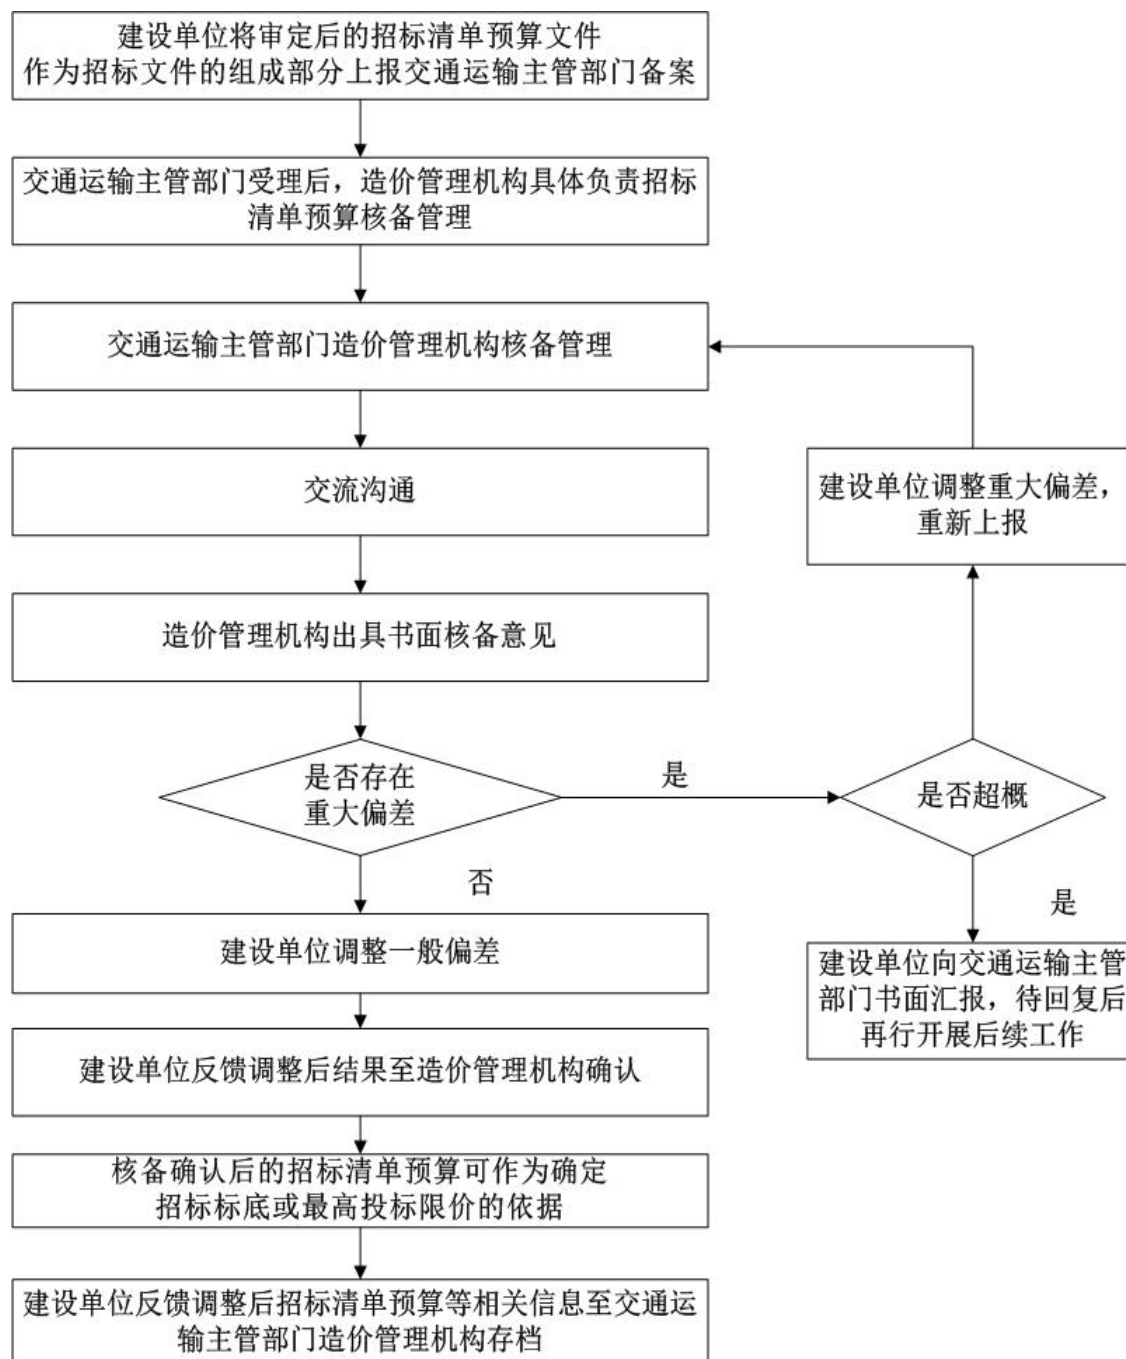 建设单位将审定后的招标清单预算文件
作为招标文件的组成部分上报交通运输主管部门备案
交通运输主管部门受理后，造价管理机构具体负责招标
清单预算核备管理
交通运输主管部门造价管理机构核备管理
交流沟通
建设单位调整重大偏差，
重新上报
造价管理机构出具书面核备意见
是否存在
重大偏差
是
是否超概
否
是
建设单位调整一般偏差
建设单位向交通运输主管
部门书面汇报，待回复后
再行开展后续工作
建设单位反馈调整后结果至造价管理机构确认
核备确认后的招标清单预算可作为确定
招标标底或最高投标限价的依据
建设单位反馈调整后招标清单预算等相关信息至交通运
输主管部门造价管理机构存档